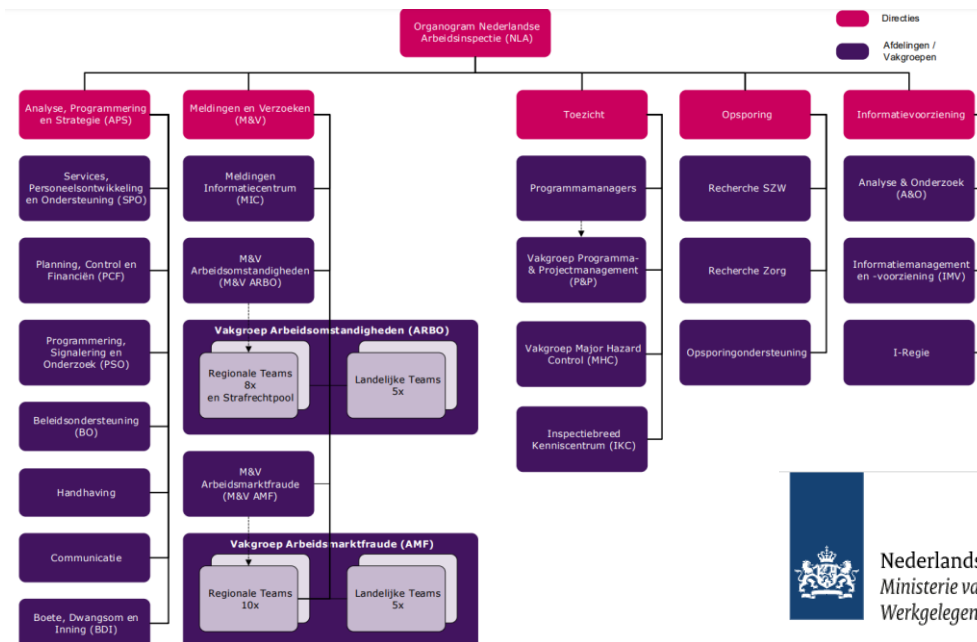 Organogram Nederlandse
Arbeidsinspectie (NLA)
Directies
Afdelingen /
Vakgroepen
Analyse, Programmering
en Strategie (APS)
Services,
Personeelsontwikkeling
en Ondersteuning (SPO)
Planning, Control en
Financiën (PCF)
Programmering,
Signalering en
Onderzoek (PSO)
Beleidsondersteuning
(BO)
Handhaving
Communicatie
Boete, Dwangsom en
Inning (BDI)
Meldingen en Verzoeken
(M&V)
Meldingen
Informatiecentrum
(MIC)
M&V
Arbeidsomstandigheden
(M&V ARBO)
Vakgroep Arbeidsomstandigheden (ARBO)
Regionale Teams
8x
en Strafrechtpool
Landelijke Teams
5x
M&V
Arbeidsmarktfraude
(M&V AMF)
Vakgroep Arbeidsmarktfraude (AMF)
Regionale Teams
10x
Landelijke Teams
5x
Toezicht
Programmamanagers
Vakgroep Programma-
& Projectmanagement
(P&P)
Vakgroep Major Hazard
Control (MHC)
Inspectiebreed
Kenniscentrum (IKC)
Opsporing
Recherche SZW
Recherche Zorg
Opsporingondersteuning
Informatievoorziening
Analyse & Onderzoek
(A&O)
Informatiemanagement
en -voorziening (IMV)
I-Regie
Nederlands
Ministerie va
Werkgelegen